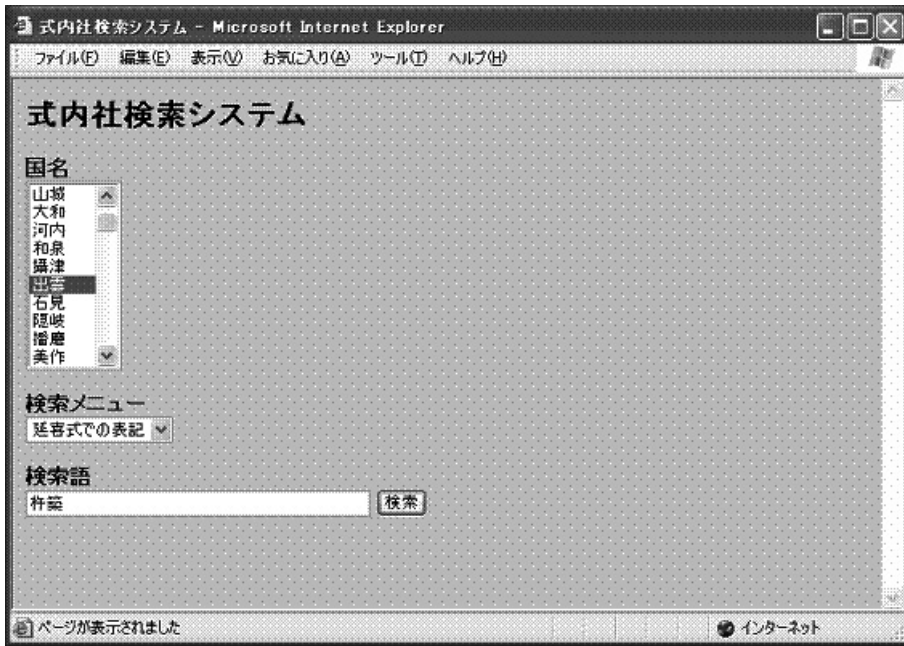 式内社検索システム - Microsoft Internet Explorer
ファイル(F) 編集(E) 表示(V) お気に入り(A) ツール(T) ヘルプ(H)
式内社検索システム
国名
山城
大和
河内
和泉
摂津
出雲
石見
隠岐
播磨
美作
検索メニュー
延喜式での表記
検索語
杵築 検索
ページが表示されました インターネット